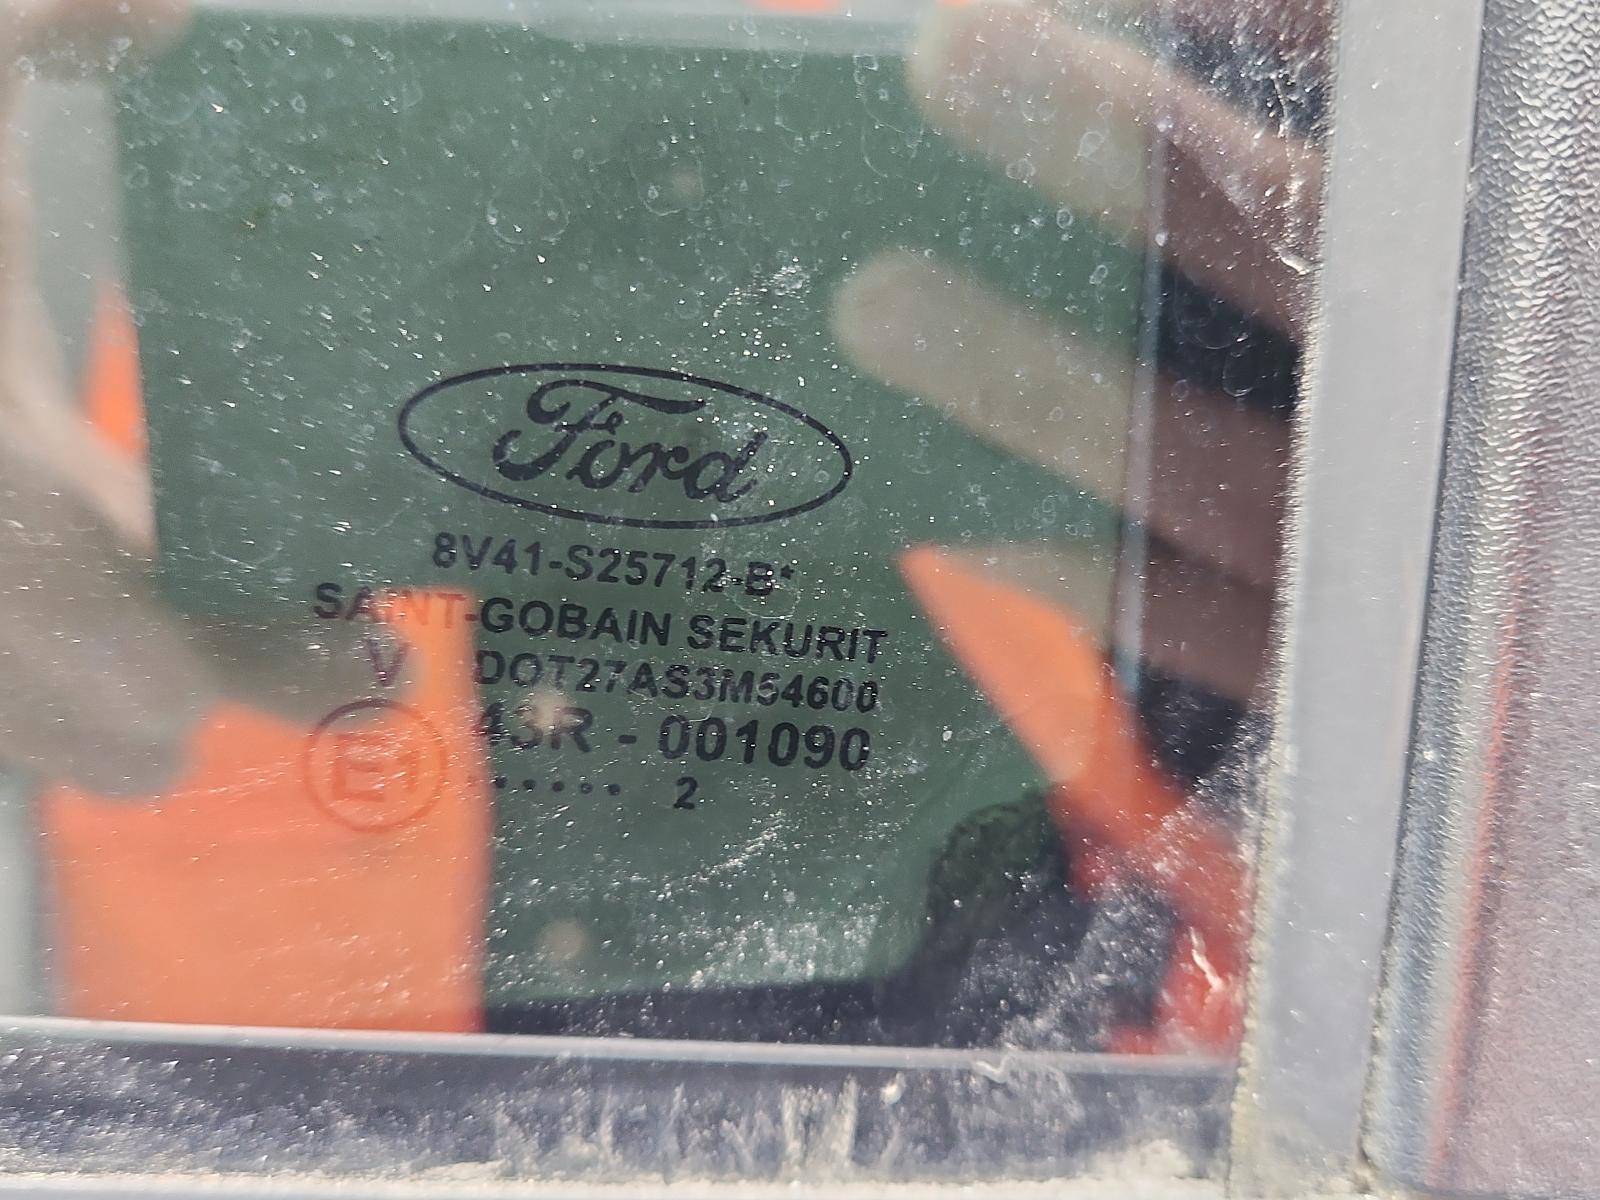 Ford
8V41-S25712-B*
SAINT-GOBAIN SEKURIT
V DOT27AS3M54600
E1 43R - 001090
...... 2